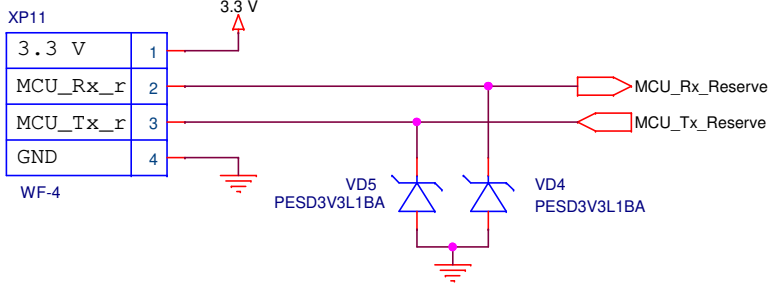 3.3 V
XP11
3.3 V 1
MCU_Rx_r 2
MCU_Rx_Reserve
MCU_Tx_r 3
MCU_Tx_Reserve
GND 4
WF-4
VD5
PESD3V3L1BA
VD4
PESD3V3L1BA